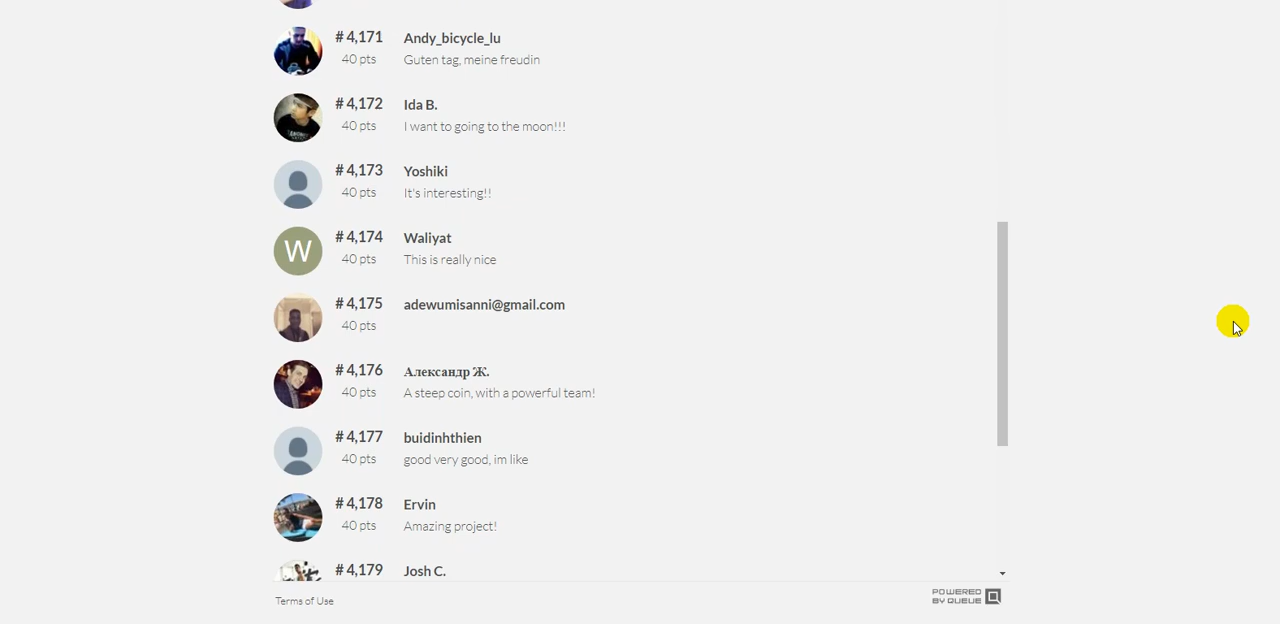 # 4,171 Andy_bicycle_lu
40 pts Guten tag, meine freudin
# 4,172 Ida B.
40 pts I want to going to the moon!!!
# 4,173 Yoshiki
40 pts It's interesting!!
W
# 4,174 Waliyat
40 pts This is really nice
# 4,175 adewumisanni@gmail.com
40 pts
# 4,176 Александр Ж.
40 pts A steep coin, with a powerful team!
# 4,177 buidinhthien
40 pts good very good, im like
# 4,178 Ervin
40 pts Amazing project!
# 4,179 Josh C.
Terms of Use
POWERED
BY QUEUE